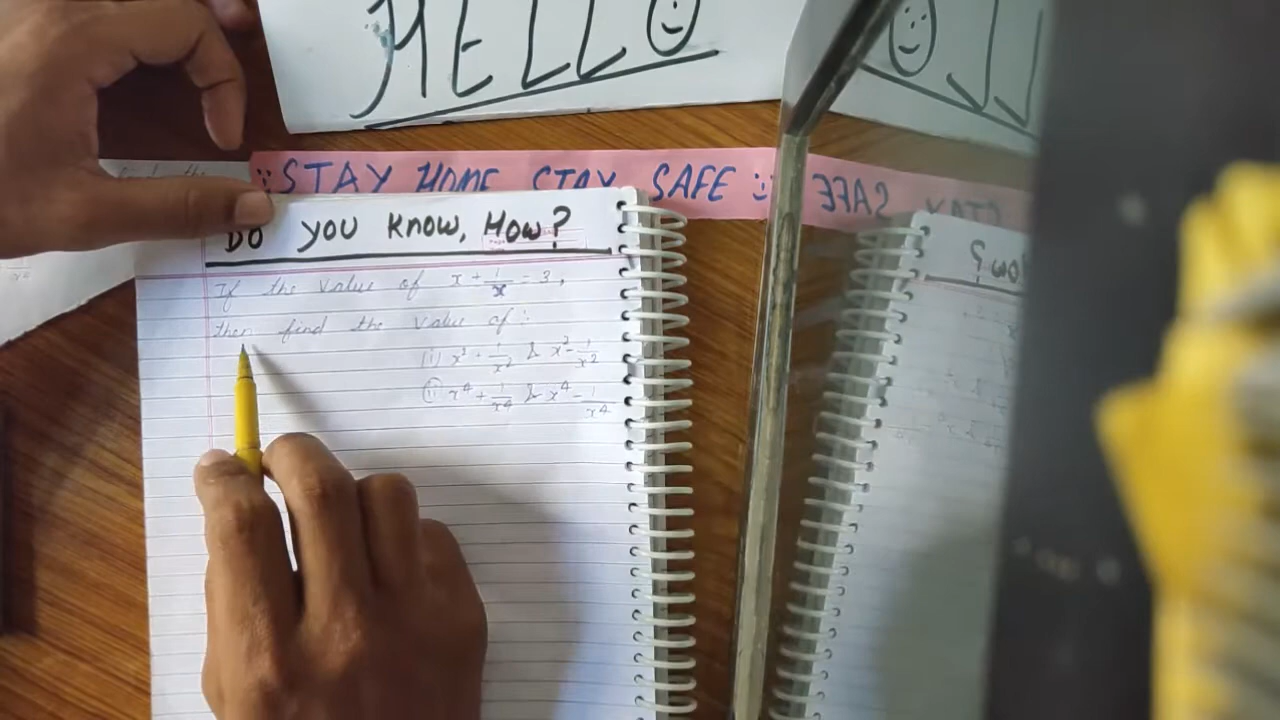 HELLO
:: STAY HOME STAY SAFE ::
Do you know, How?
If the value of x + 1/x = 3,
then find the value of :
(i) x² + 1/x² & x² - 1/x²
(ii) x⁴ + 1/x⁴ & x⁴ - 1/x⁴